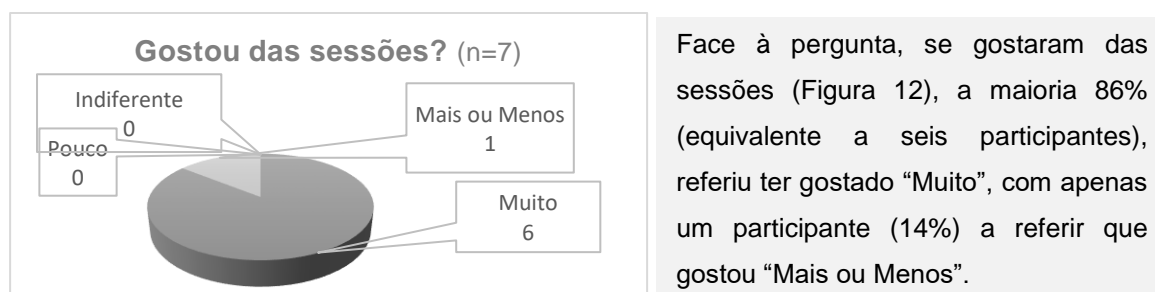 Gostou das sessões? (n=7)
Indiferente
0
Pouco
0
Mais ou Menos
1
Muito
6
Face à pergunta, se gostaram das
sessões (Figura 12), a maioria 86%
(equivalente a seis participantes),
referiu ter gostado “Muito”, com apenas
um participante (14%) a referir que
gostou “Mais ou Menos”.